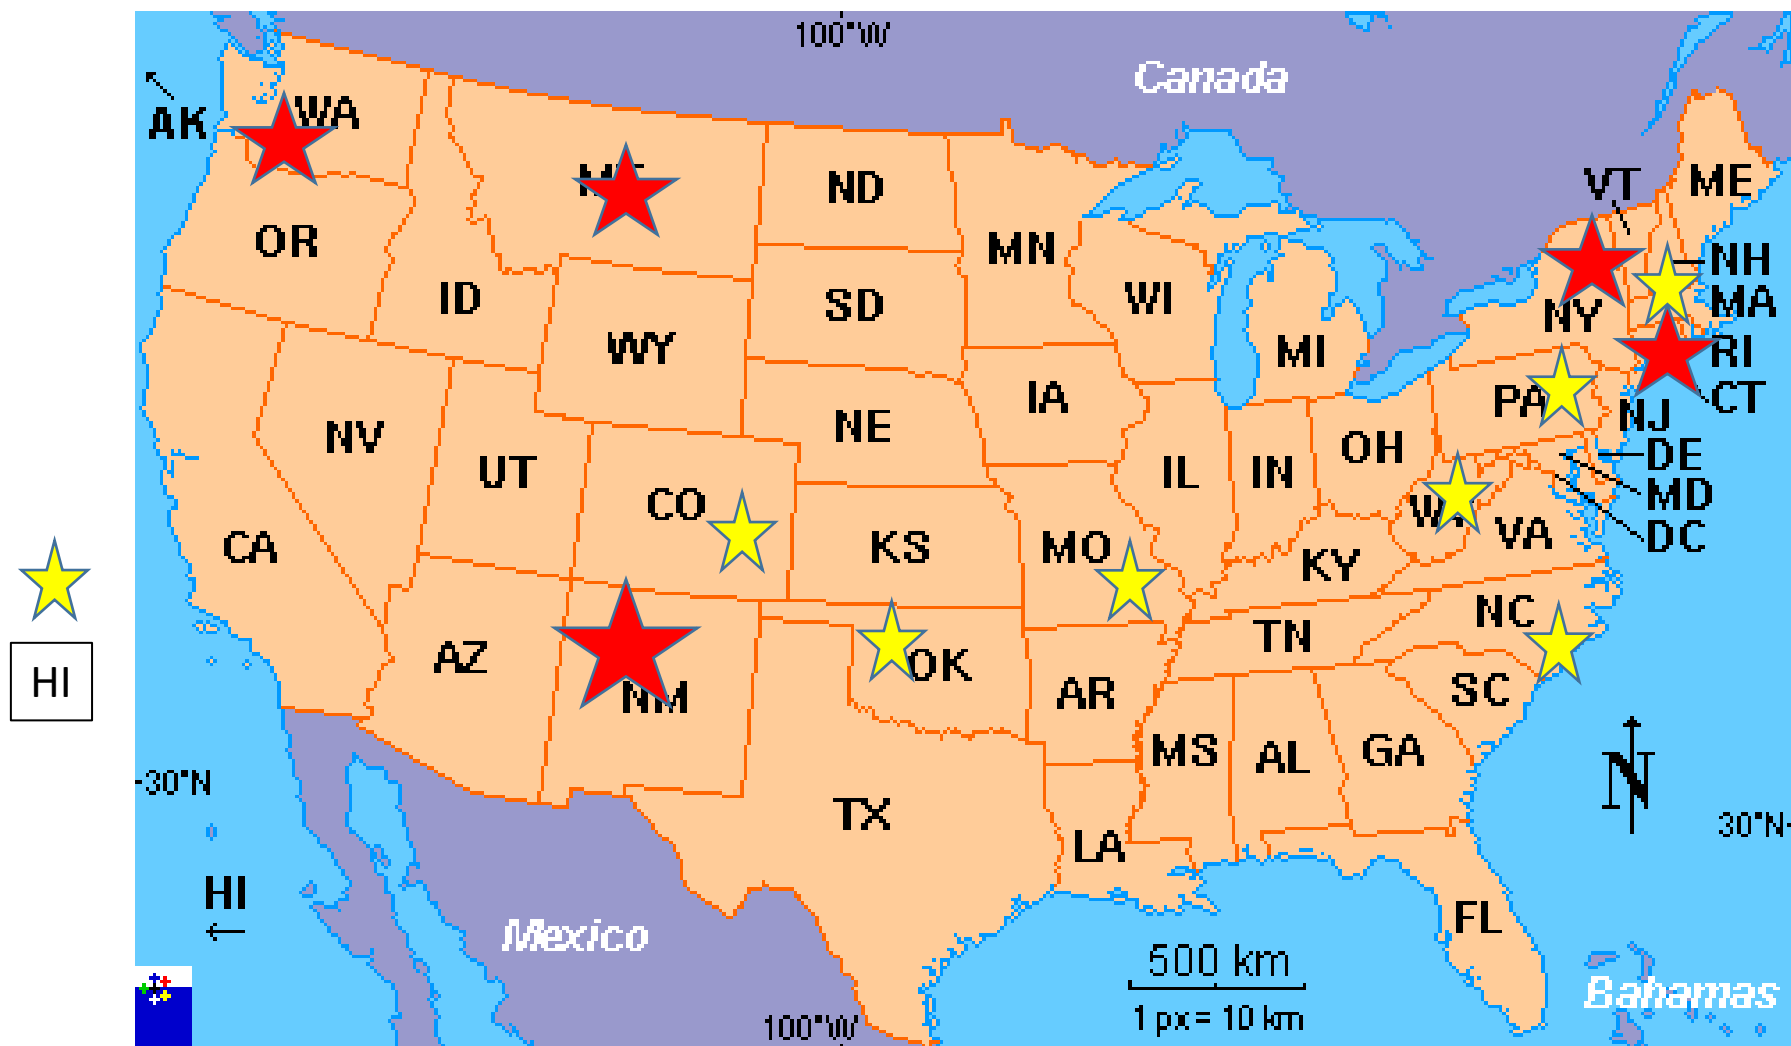 100°W
Canada
WA
AK
VT
ME
ND
OR
MN
NH
ID
SD
WI
MA
NY
WY
MI
RI
IA
PA
CT
NV
NE
NJ
OH
UT
IL
IN
DE
CO
MD
CA
KS
MO
VA
DC
KY
NC
AZ
OK
TN
HI
NM
AR
SC
MS
AL
GA
N
30°N
TX
30°N
LA
HI
Mexico
FL
500 km
Bahamas
1 px = 10 km
100°W